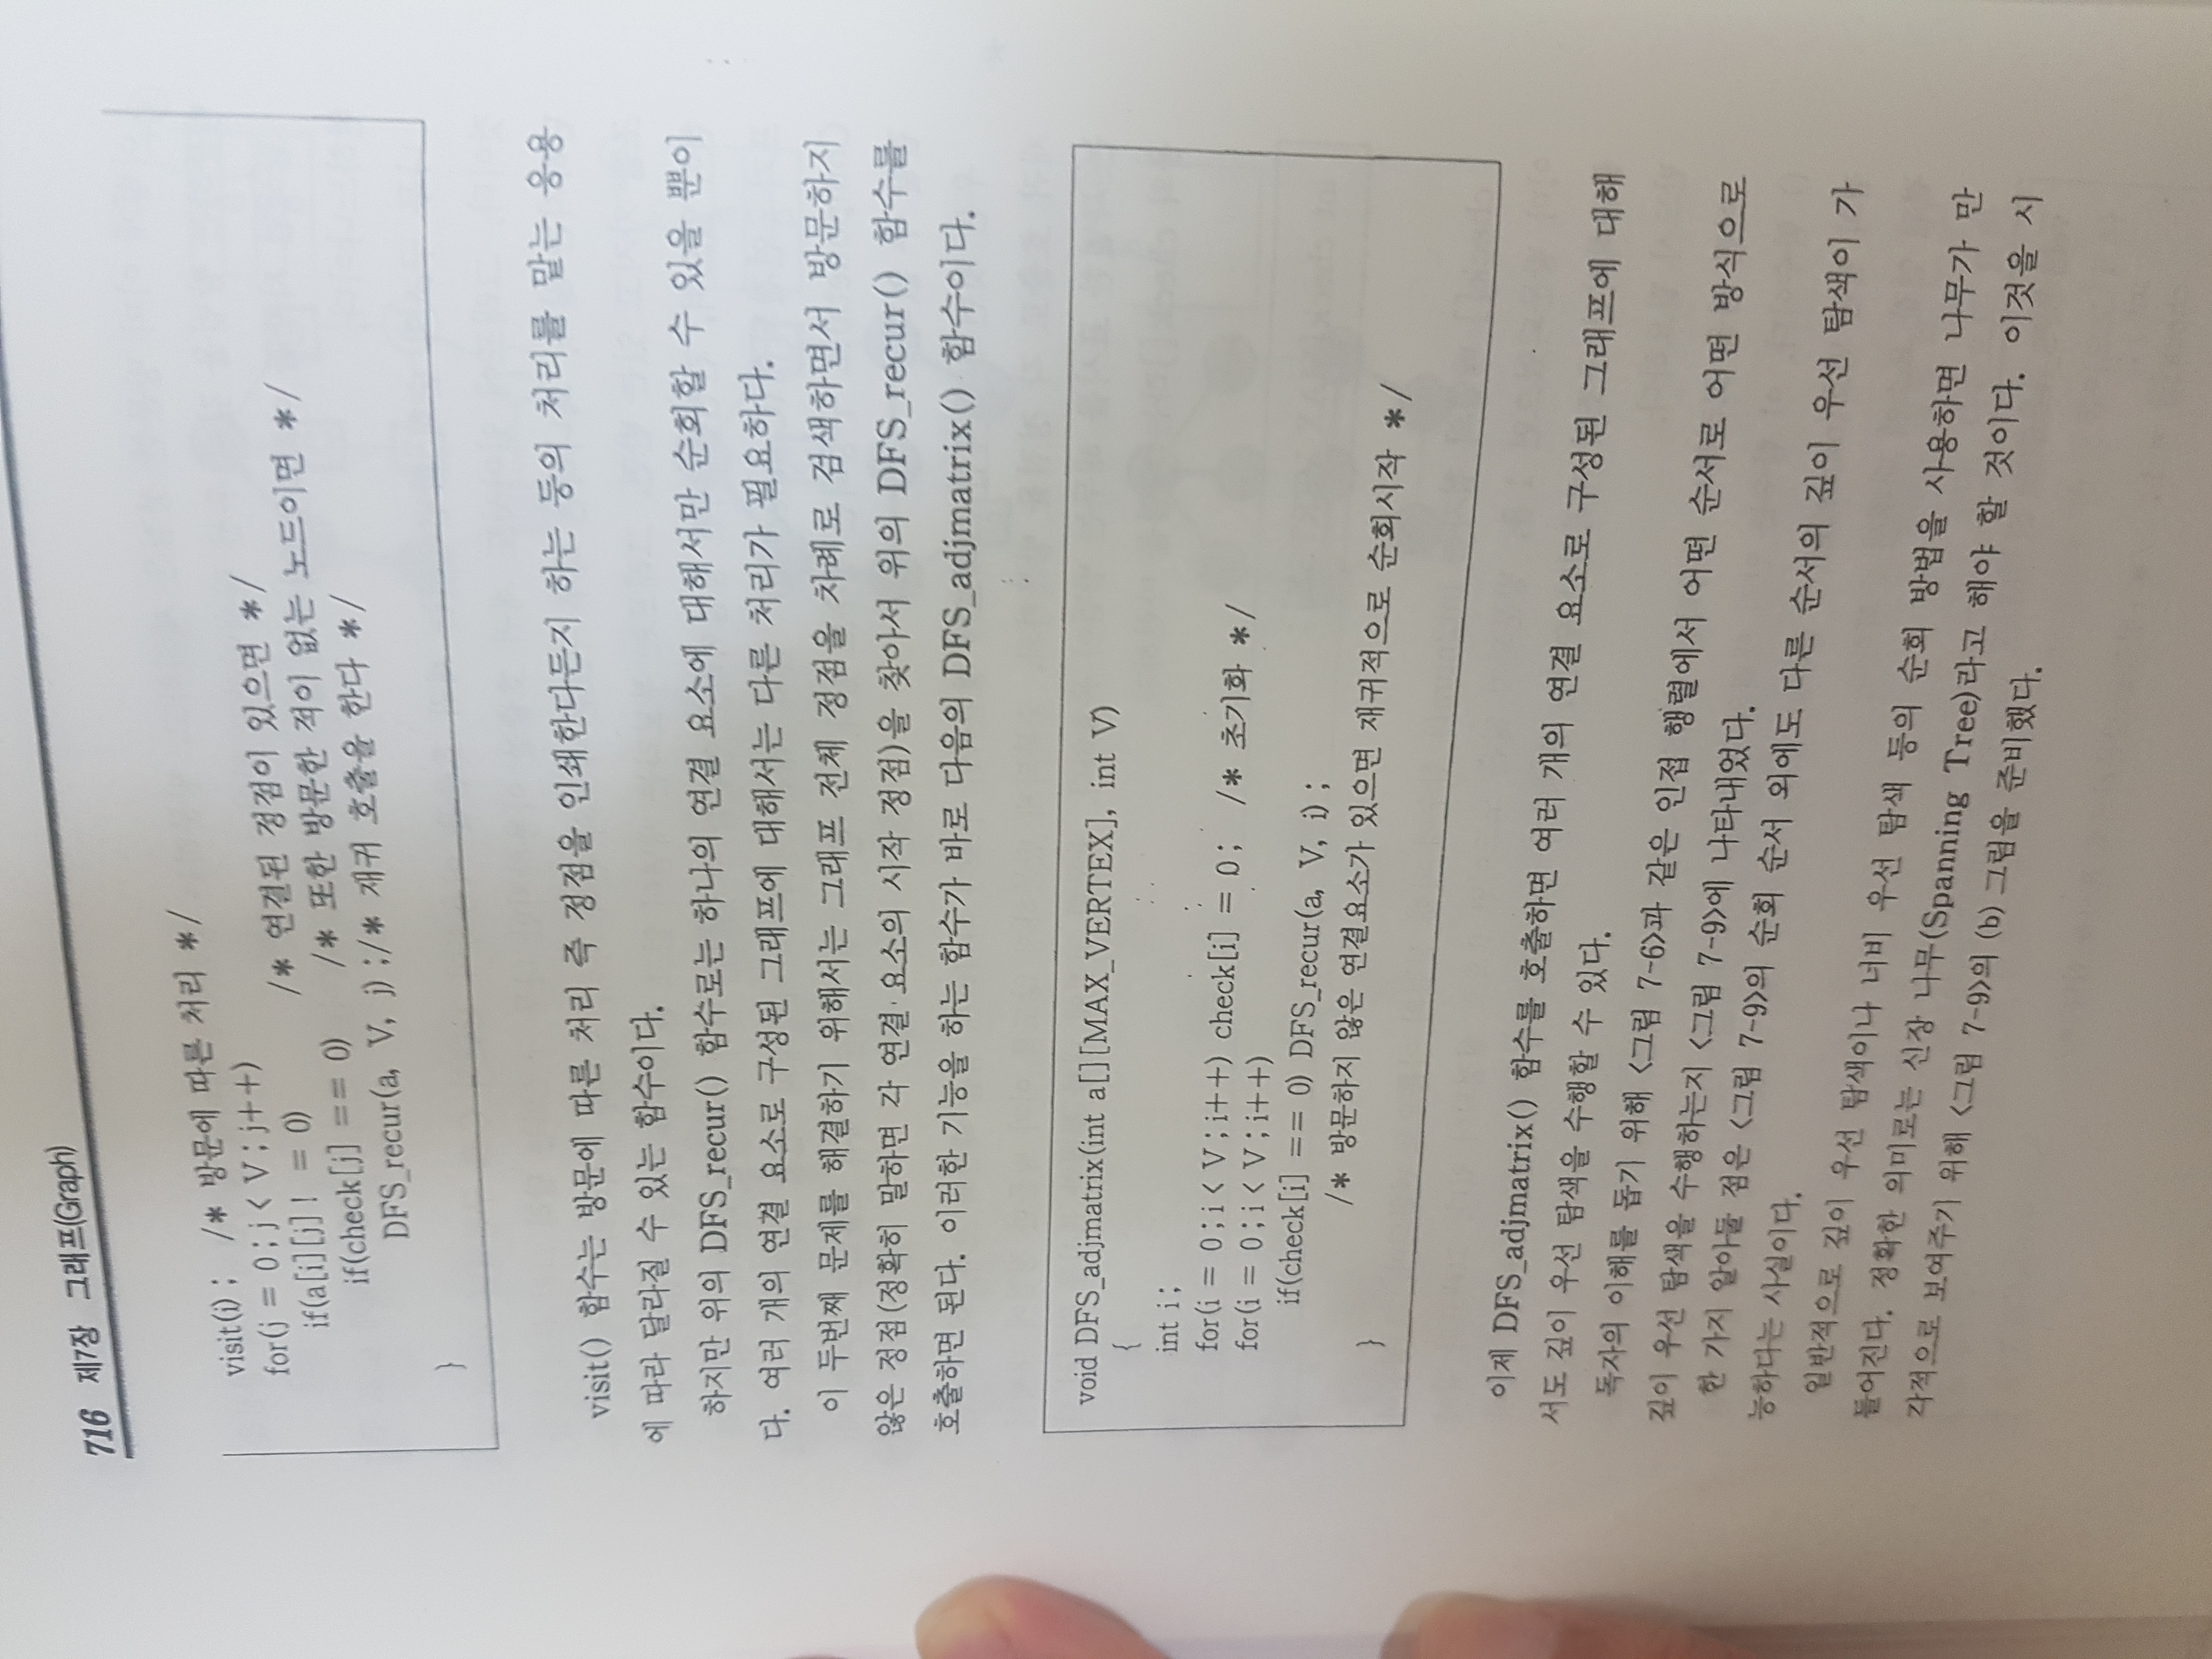 716 제7장 그래프(Graph)
visit(i) ; /* 방문에 따른 처리 */
for(j = 0 ; j < V ; j++)
if(a[i][j] ! = 0) /* 연결된 정점이 있으면 */
if(check[j] == 0) /* 또한 방문한 적이 없는 노드이면 */
DFS_recur(a, V, j) ; /* 재귀 호출을 한다 */
}
visit() 함수는 방문에 따른 처리 즉 정점을 인쇄한다든지 하는 등의 처리를 맡는 응용
에 따라 달라질 수 있는 함수이다.
하지만 위의 DFS_recur() 함수로는 하나의 연결 요소에 대해서만 순회할 수 있을 뿐이
다. 여러 개의 연결 요소로 구성된 그래프에 대해서는 다른 처리가 필요하다.
이 두번째 문제를 해결하기 위해서는 그래프 전체 정점을 차례로 검색하면서 방문하지
않은 정점(정확히 말하면 각 연결 요소의 시작 정점)을 찾아서 위의 DFS_recur() 함수를
호출하면 된다. 이러한 기능을 하는 함수가 바로 다음의 DFS_adjmatrix() 함수이다.
void DFS_adjmatrix(int a[][MAX_VERTEX], int V)
{
int i ;
for(i = 0 ; i < V ; i++) check[i] = 0 ; /* 초기화 */
for(i = 0 ; i < V ; i++)
if(check[i] == 0) DFS_recur(a, V, i) ;
/* 방문하지 않은 연결요소가 있으면 재귀적으로 순회시작 */
}
이제 DFS_adjmatrix() 함수를 호출하면 여러 개의 연결 요소로 구성된 그래프에 대해
서도 깊이 우선 탐색을 수행할 수 있다.
독자의 이해를 돕기 위해 <그림 7-6>과 같은 인접 행렬에서 어떤 순서로 어떤 방식으로
깊이 우선 탐색을 수행하는지 <그림 7-9>에 나타내었다.
한 가지 알아둘 점은 <그림 7-9>의 순회 순서 외에도 다른 순서의 깊이 우선 탐색이 가
능하다는 사실이다.
일반적으로 깊이 우선 탐색이나 너비 우선 탐색 등의 순회 방법을 사용하면 나무가 만
들어진다. 정확한 의미로는 신장 나무(Spanning Tree)라고 해야 할 것이다. 이것을 시
각적으로 보여주기 위해 <그림 7-9>의 (b) 그림을 준비했다.